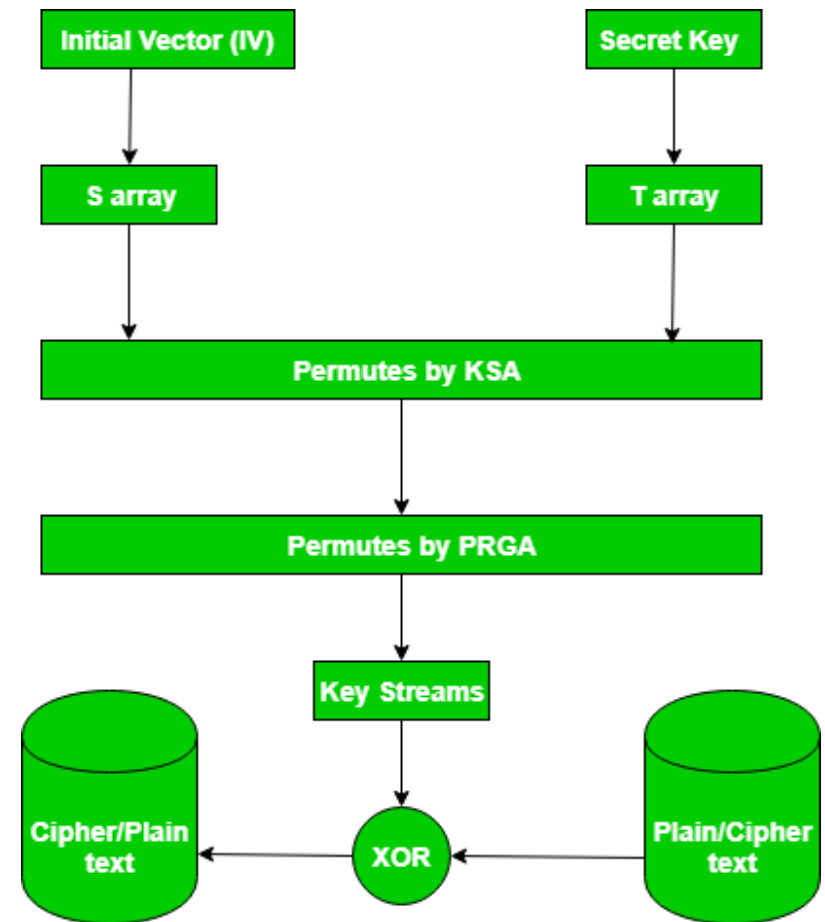 Initial Vector (IV)
Secret Key
S array
T array
Permutes by KSA
Permutes by PRGA
Key Streams
Cipher/Plain
text
XOR
Plain/Cipher
text